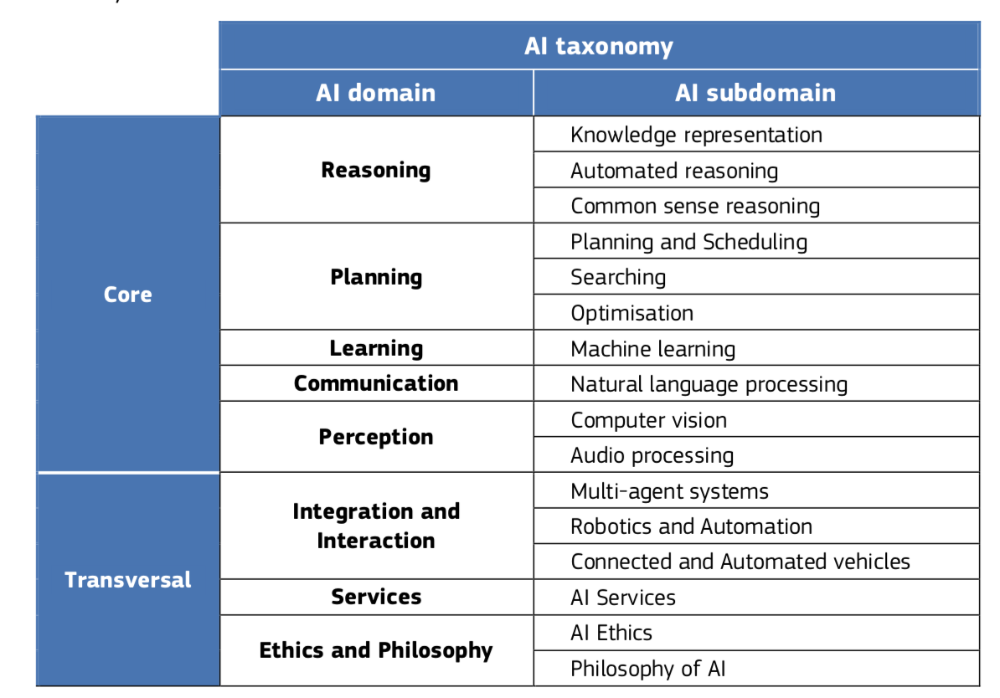 AI taxonomy
AI domain
AI subdomain
Core
Reasoning
Knowledge representation
Automated reasoning
Common sense reasoning
Planning
Planning and Scheduling
Searching
Optimisation
Learning
Machine learning
Communication
Natural language processing
Perception
Computer vision
Audio processing
Transversal
Integration and
Interaction
Multi-agent systems
Robotics and Automation
Connected and Automated vehicles
Services
AI Services
Ethics and Philosophy
AI Ethics
Philosophy of AI